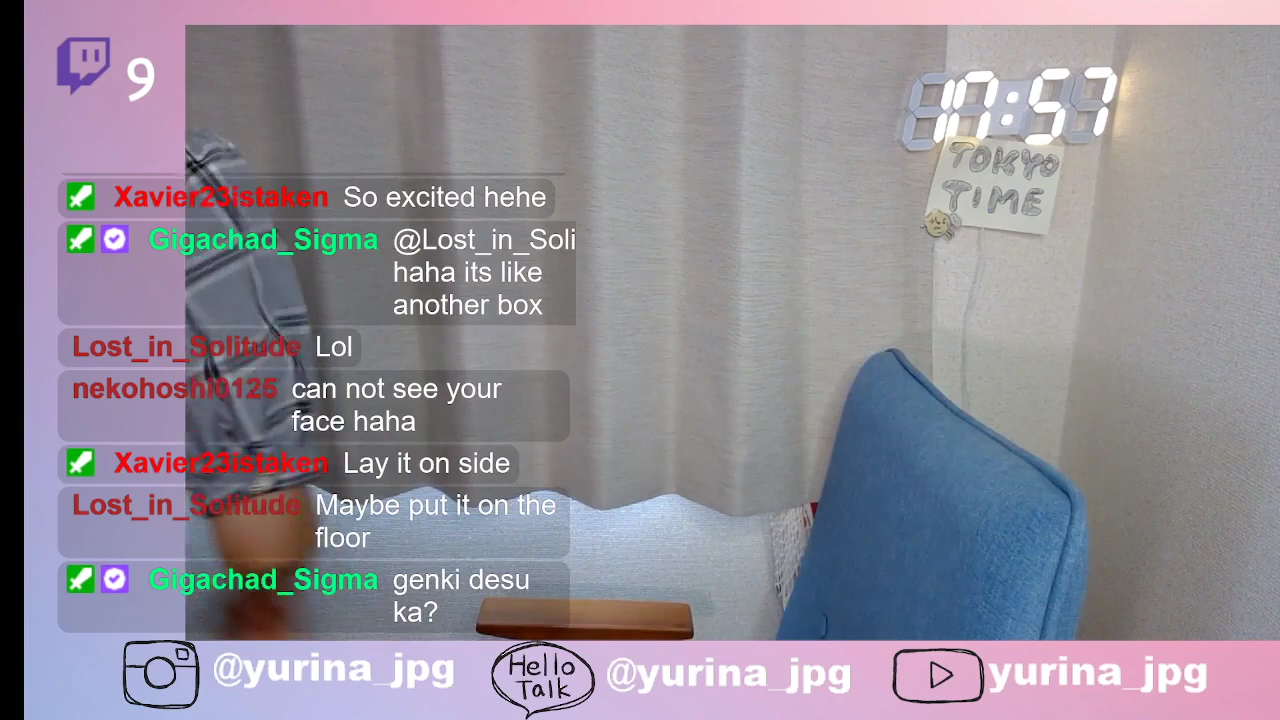 9
17:57
TOKYO
TIME
Xavier23istaken So excited hehe
Gigachad_Sigma @Lost_in_Soli
haha its like
another box
Lost_in_Solitude Lol
nekohoshi0125 can not see your
face haha
Xavier23istaken Lay it on side
Lost_in_Solitude Maybe put it on the
floor
Gigachad_Sigma genki desu
ka?
@yurina_jpg Hello Talk @yurina_jpg yurina_jpg